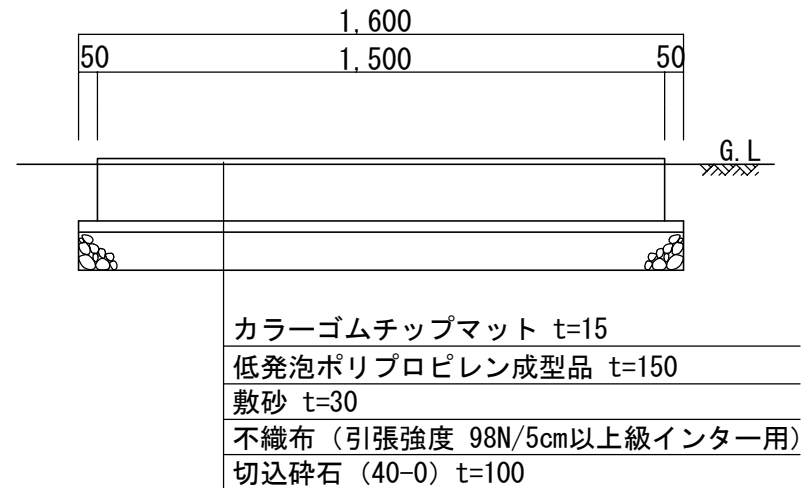 1,600
50 1,500 50
G.L
カラーゴムチップマット t=15
低発泡ポリプロピレン成型品 t=150
敷砂 t=30
不織布（引張強度 98N/5cm以上級インター用）
切込砕石（40-0）t=100